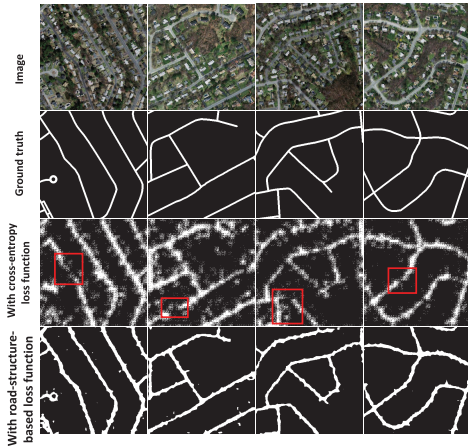 Image
Ground truth
With cross-entropy
loss function
With road-structure-
based loss function